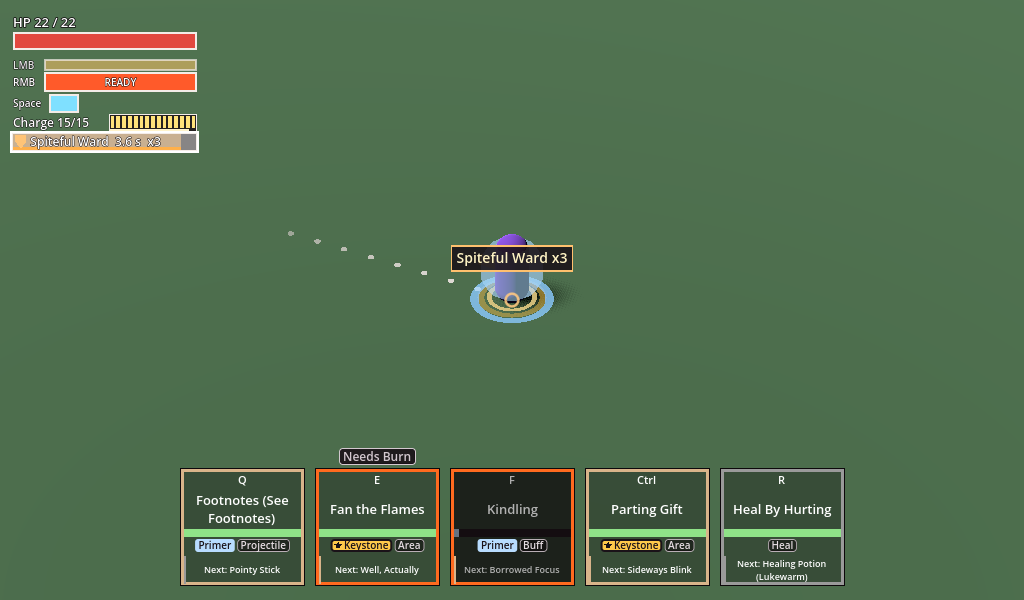 HP 22 / 22
LMB
RMB READY
Space
Charge 15/15
Spiteful Ward 3.6 s x3
Spiteful Ward x3
Needs Burn
Q
Footnotes (See
Footnotes)
Primer Projectile
Next: Pointy Stick
E
Fan the Flames
Keystone Area
Next: Well, Actually
F
Kindling
Primer Buff
Next: Borrowed Focus
Ctrl
Parting Gift
Keystone Area
Next: Sideways Blink
R
Heal By Hurting
Heal
Next: Healing Potion
(Lukewarm)